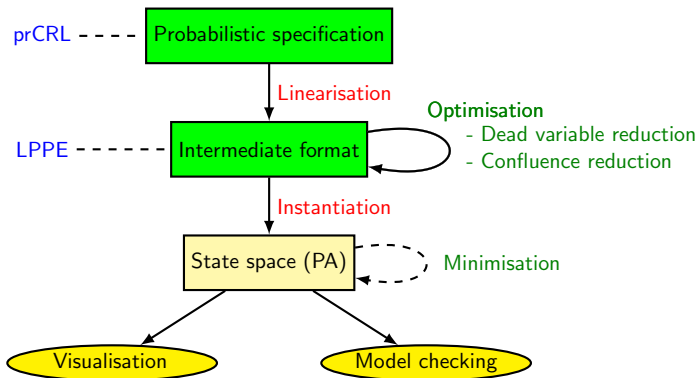 prCRL
Probabilistic specification
Linearisation
Optimisation
- Dead variable reduction
- Confluence reduction
LPPE
Intermediate format
Instantiation
State space (PA)
Minimisation
Visualisation
Model checking